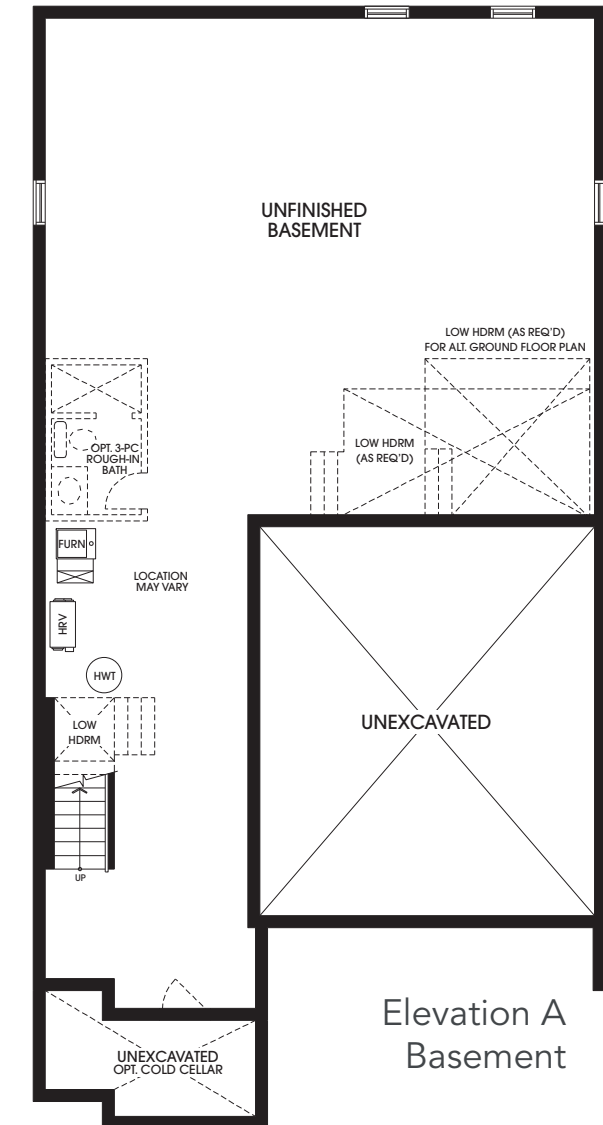 UNFINISHED
BASEMENT
LOW HDRM (AS REQ'D)
FOR ALT. GROUND FLOOR PLAN
LOW HDRM
(AS REQ'D)
OPT. 3-PC
ROUGH-IN
BATH
FURN
LOCATION
MAY VARY
HRV
HWT
LOW
HDRM
UNEXCAVATED
UP
Elevation A
Basement
UNEXCAVATED
OPT. COLD CELLAR